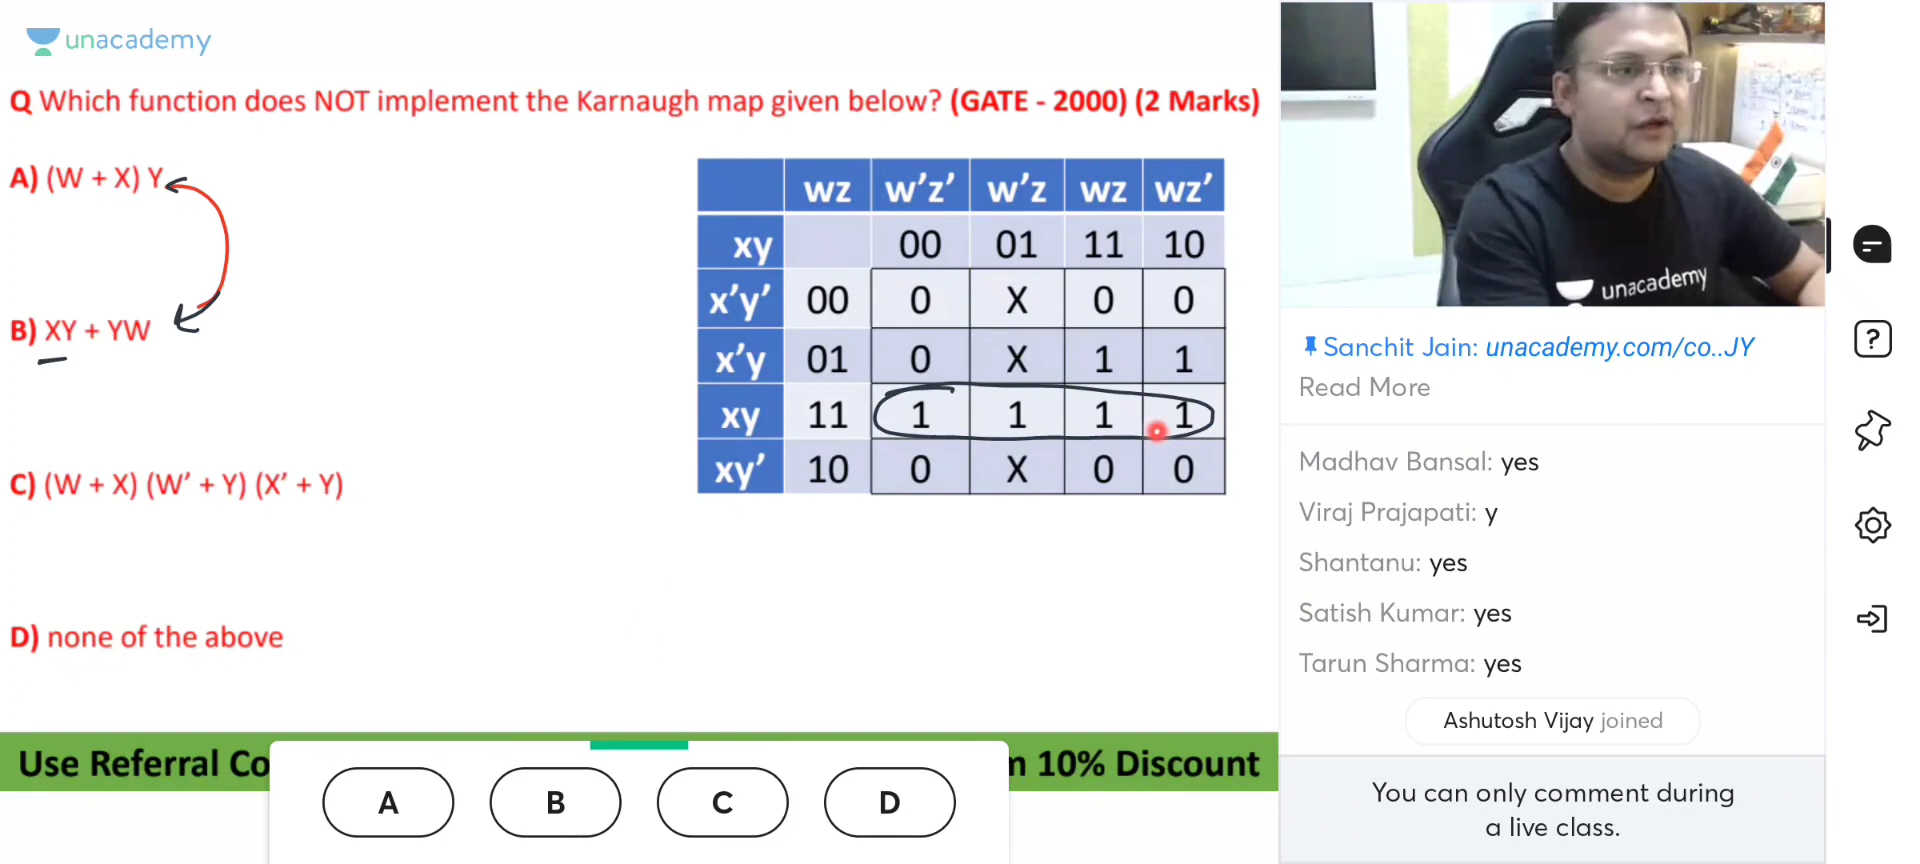 unacademy
Q Which function does NOT implement the Karnaugh map given below? (GATE - 2000) (2 Marks)
A) (W + X) Y
B) XY + YW
C) (W + X) (W' + Y) (X' + Y)
D) none of the above
wz w'z' w'z wz wz'
xy 00 01 11 10
x'y' 00 0 X 0 0
x'y 01 0 X 1 1
xy 11 1 1 1 1
xy' 10 0 X 0 0
Use Referral Co
10% Discount
A B C D
unacademy
Sanchit Jain: unacademy.com/co..JY
Read More
Madhav Bansal: yes
Viraj Prajapati: y
Shantanu: yes
Satish Kumar: yes
Tarun Sharma: yes
Ashutosh Vijay joined
You can only comment during
a live class.
?